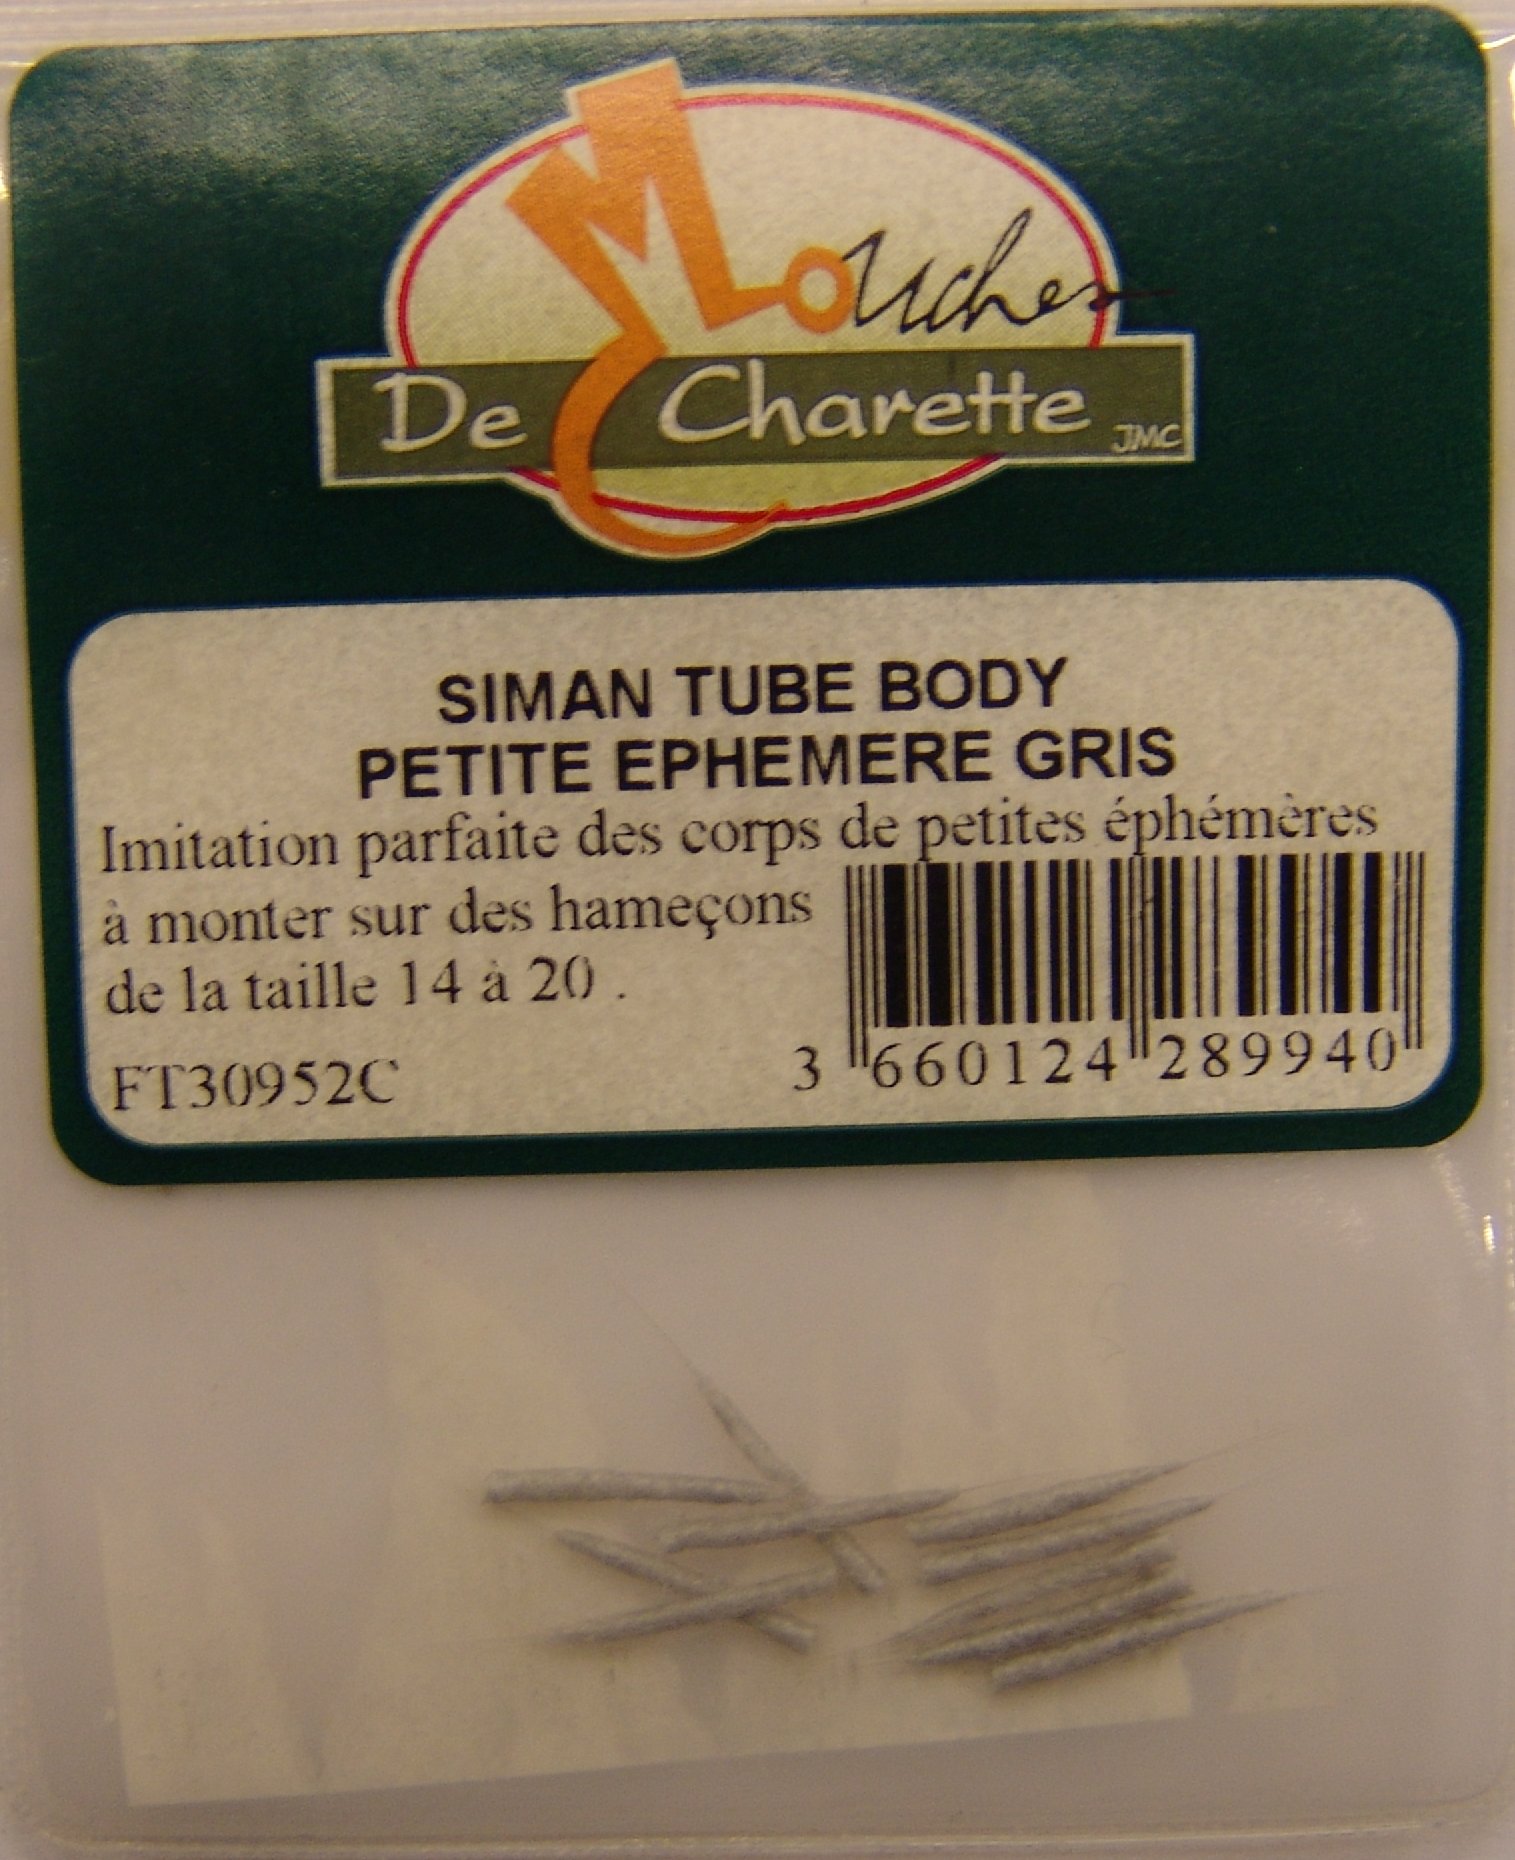 Mouches
De Charette JMC
SIMAN TUBE BODY
PETITE EPHEMERE GRIS
Imitation parfaite des corps de petites éphémères
à monter sur des hameçons
de la taille 14 à 20 .
FT30952C
3 660124 289940